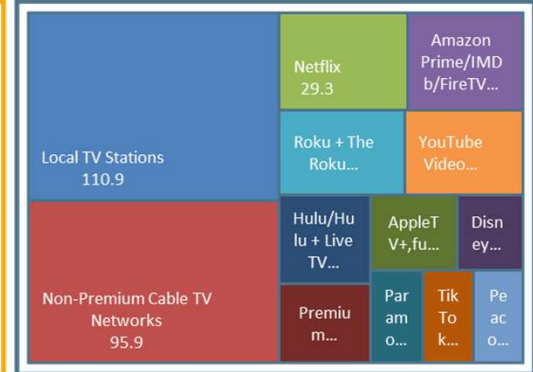 Local TV Stations
110.9
Non-Premium Cable TV
Networks
95.9
Netflix
29.3
Amazon
Prime/IMD
b/FireTV...
Roku + The
Roku...
YouTube
Video...
Hulu/Hu
lu + Live
TV...
AppleT
V+,fu...
Disn
ey...
Premiu
m...
Par
am
o...
Tik
To
k...
Pe
ac
o...